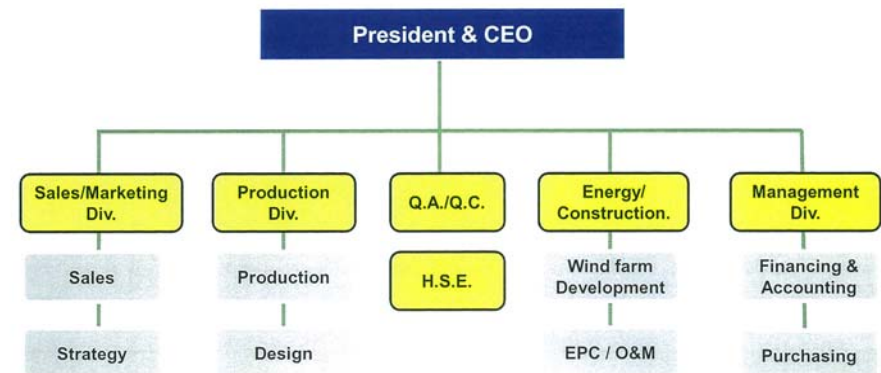 President & CEO
Sales/Marketing
Div.
Production
Div.
Q.A./Q.C.
Energy/
Construction.
Management
Div.
Sales
Production
H.S.E.
Wind farm
Development
Financing &
Accounting
Strategy
Design
EPC / O&M
Purchasing